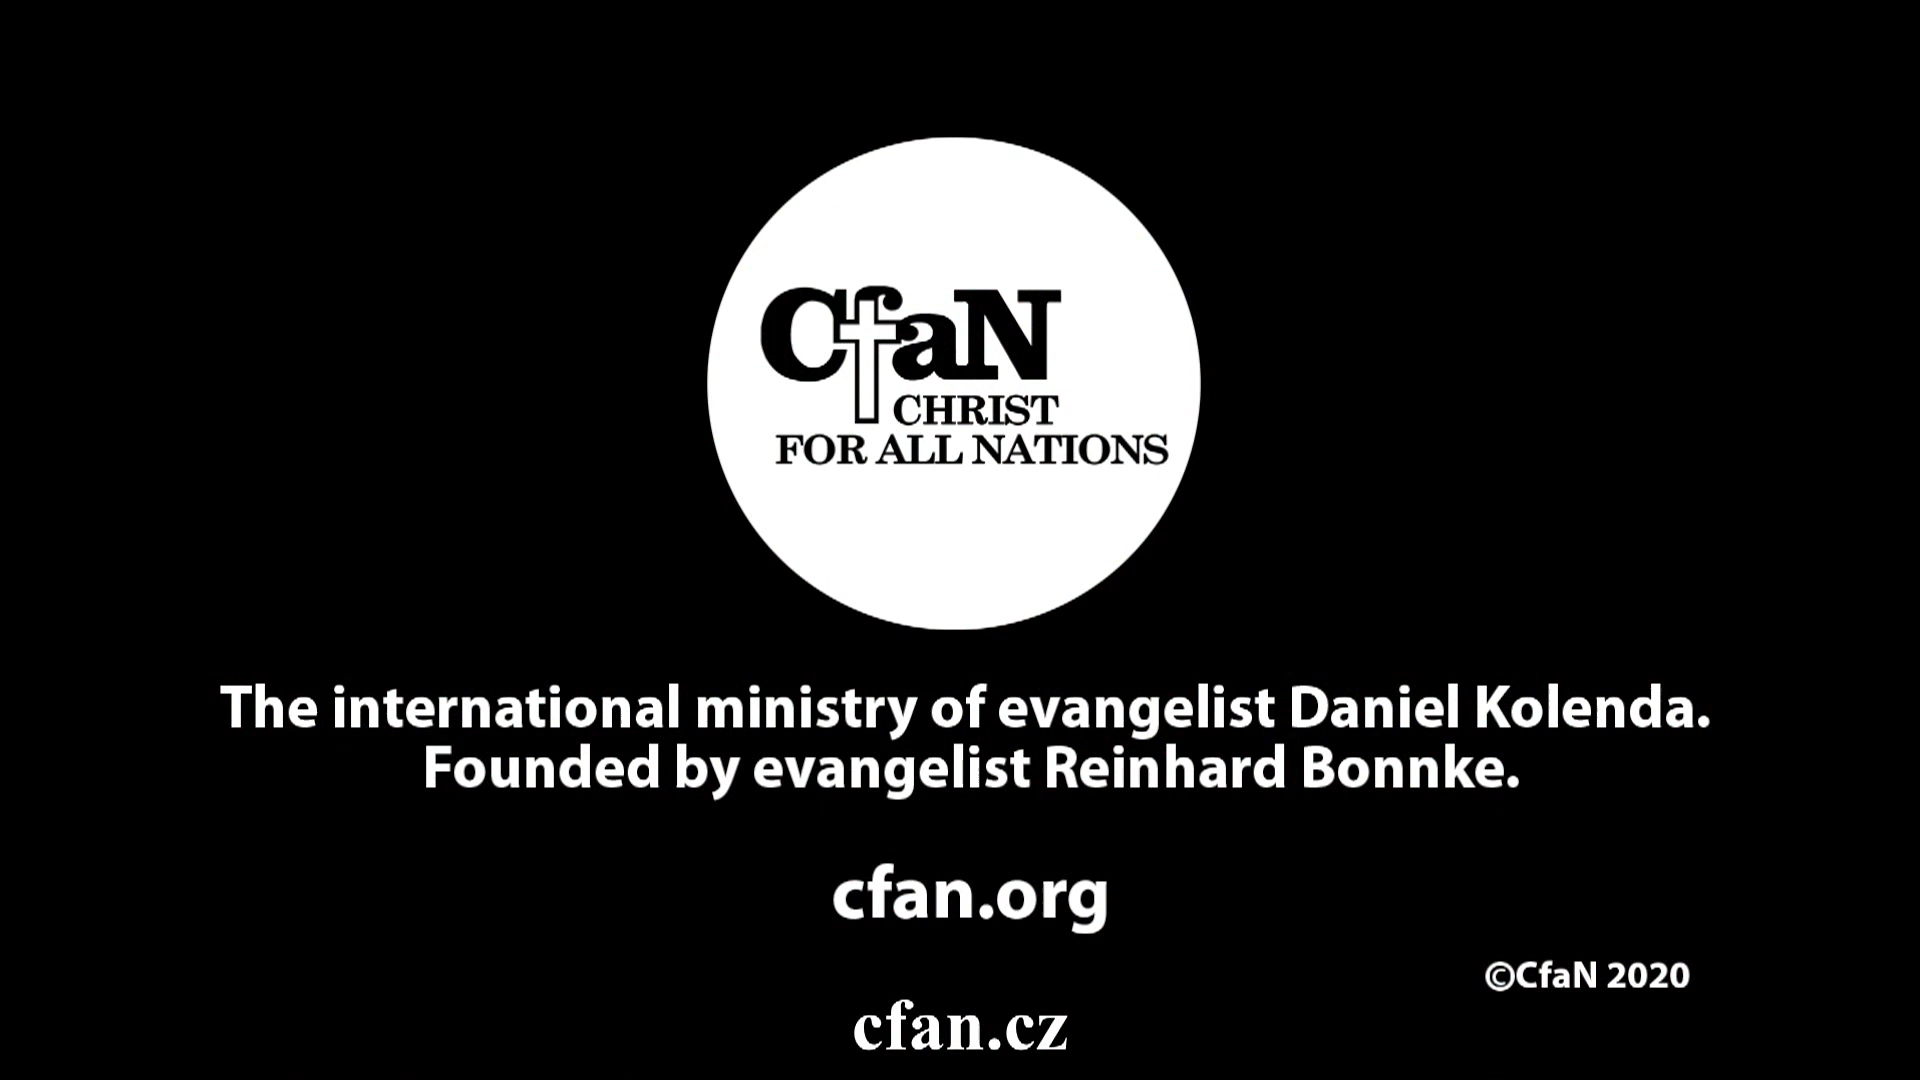 CfaN
CHRIST
FOR ALL NATIONS
The international ministry of evangelist Daniel Kolenda.
Founded by evangelist Reinhard Bonnke.
cfan.org
©CfaN 2020
cfan.cz